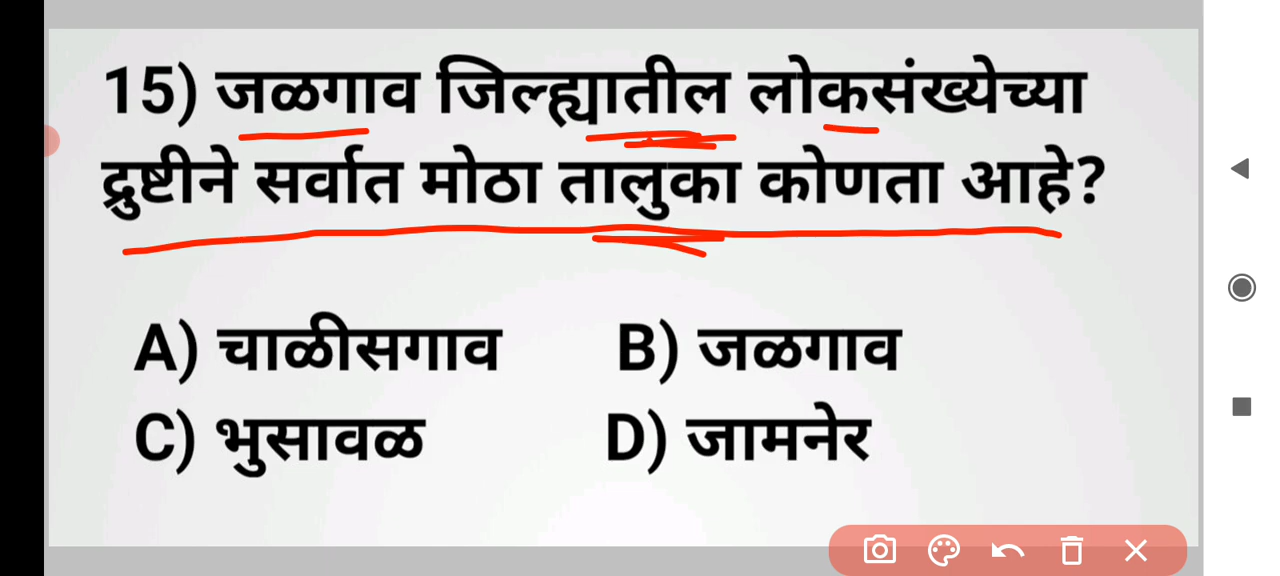 15) जळगाव जिल्ह्यातील लोकसंख्येच्या
द्रुष्टीने सर्वात मोठा तालुका कोणता आहे?
A) चाळीसगाव B) जळगाव
C) भुसावळ D) जामनेर